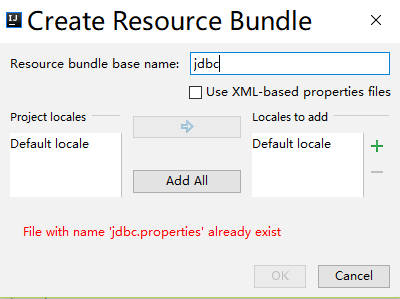 IJ Create Resource Bundle
Resource bundle base name: jdbc
Use XML-based properties files
Project locales Locales to add
Default locale Default locale
Add All
File with name 'jdbc.properties' already exist
OK Cancel